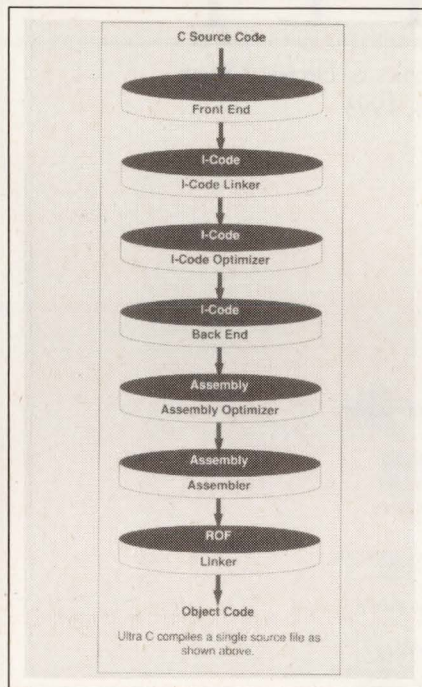 C Source Code
Front End
I-Code
I-Code Linker
I-Code
I-Code Optimizer
I-Code
Back End
Assembly
Assembly Optimizer
Assembly
Assembler
ROF
Linker
Object Code
Ultra C compiles a single source file as
shown above.